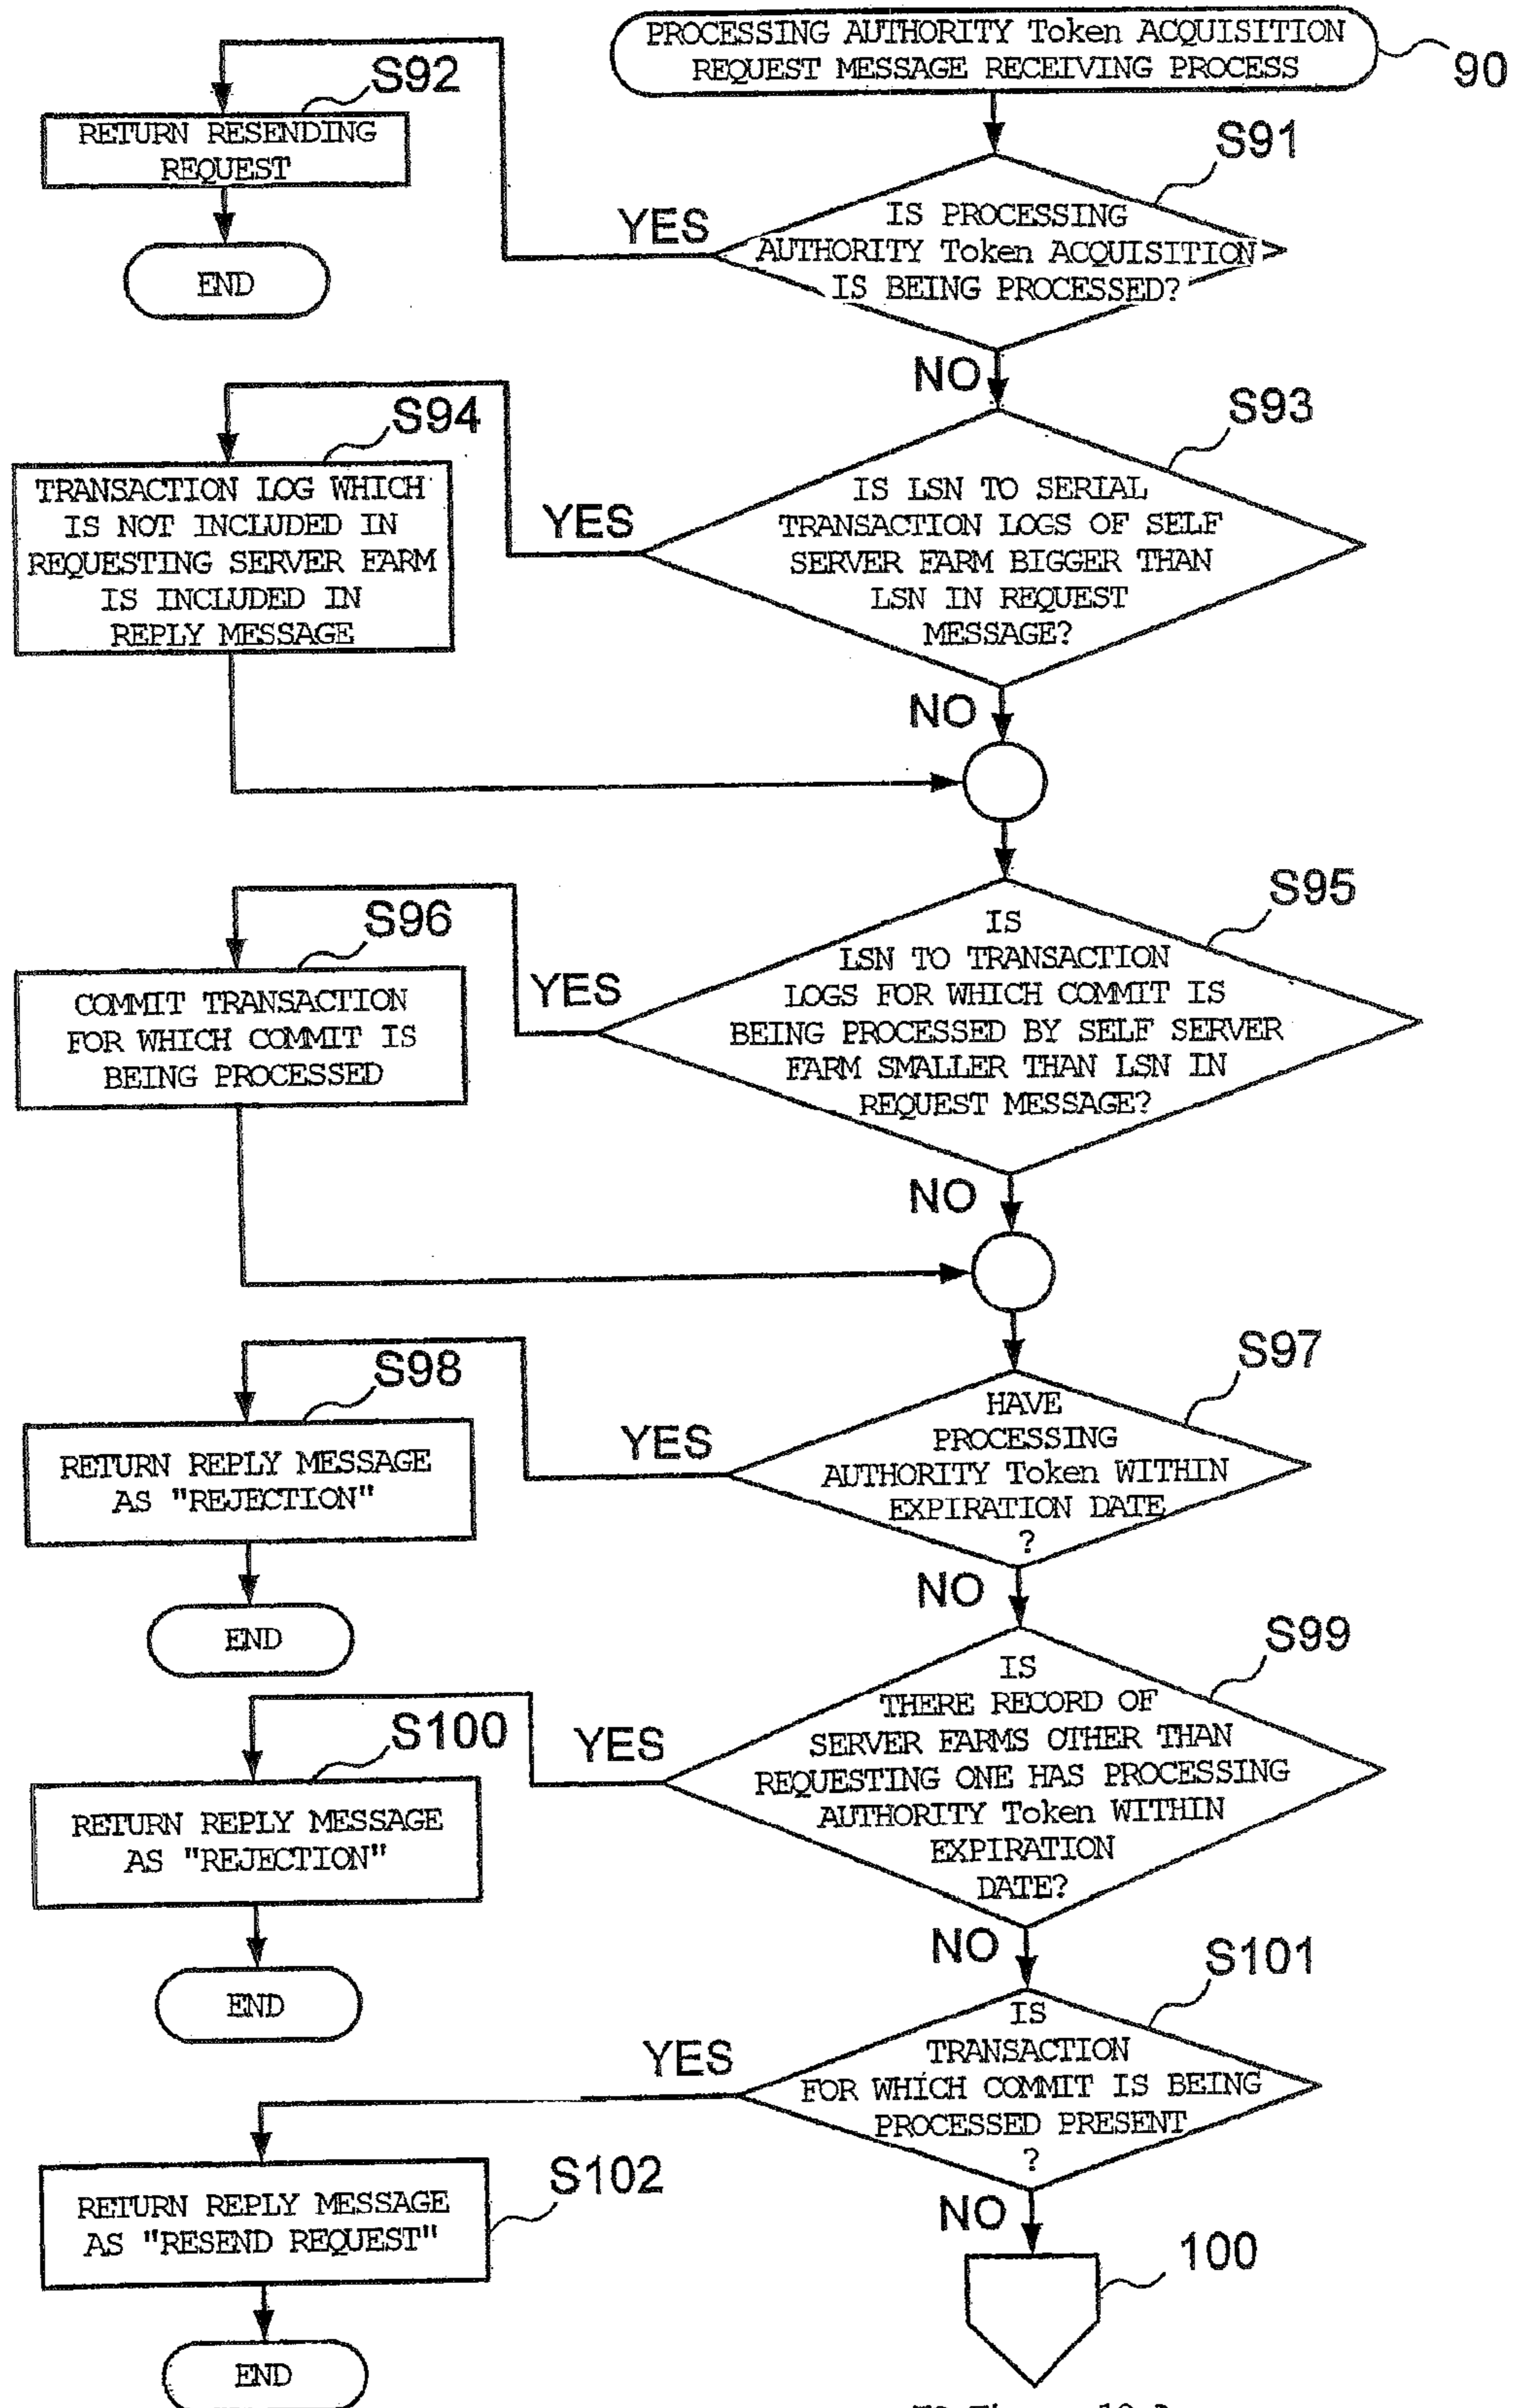 PROCESSING AUTHORITY Token ACQUISITION
REQUEST MESSAGE RECEIVING PROCESS
90
S91
IS PROCESSING
AUTHORITY Token ACQUISITION
IS BEING PROCESSED?
YES
S92
RETURN RESENDING
REQUEST
END
NO
S93
IS LSN TO SERIAL
TRANSACTION LOGS OF SELF
SERVER FARM BIGGER THAN
LSN IN REQUEST
MESSAGE?
YES
S94
TRANSACTION LOG WHICH
IS NOT INCLUDED IN
REQUESTING SERVER FARM
IS INCLUDED IN
REPLY MESSAGE
NO
S95
IS
LSN TO TRANSACTION
LOGS FOR WHICH COMMIT IS
BEING PROCESSED BY SELF SERVER
FARM SMALLER THAN LSN IN
REQUEST MESSAGE?
YES
S96
COMMIT TRANSACTION
FOR WHICH COMMIT IS
BEING PROCESSED
NO
S97
HAVE
PROCESSING
AUTHORITY Token WITHIN
EXPIRATION DATE
?
YES
S98
RETURN REPLY MESSAGE
AS "REJECTION"
END
NO
S99
IS
THERE RECORD OF
SERVER FARMS OTHER THAN
REQUESTING ONE HAS PROCESSING
AUTHORITY Token WITHIN
EXPIRATION
DATE?
YES
S100
RETURN REPLY MESSAGE
AS "REJECTION"
END
NO
S101
IS
TRANSACTION
FOR WHICH COMMIT IS BEING
PROCESSED PRESENT
?
YES
S102
RETURN REPLY MESSAGE
AS "RESEND REQUEST"
END
NO
100